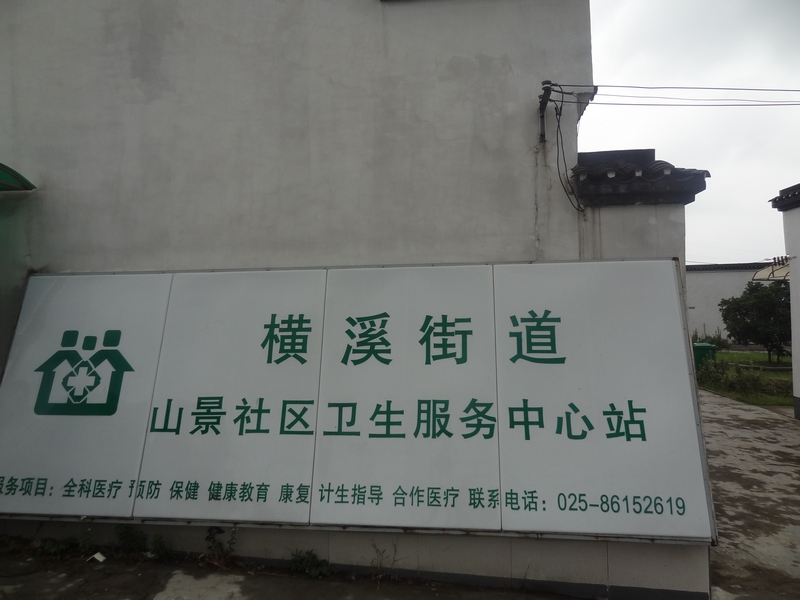 横溪街道
山景社区卫生服务中心站
服务项目：全科医疗 预防 保健 健康教育 康复 计生指导 合作医疗 联系电话：025-86152619